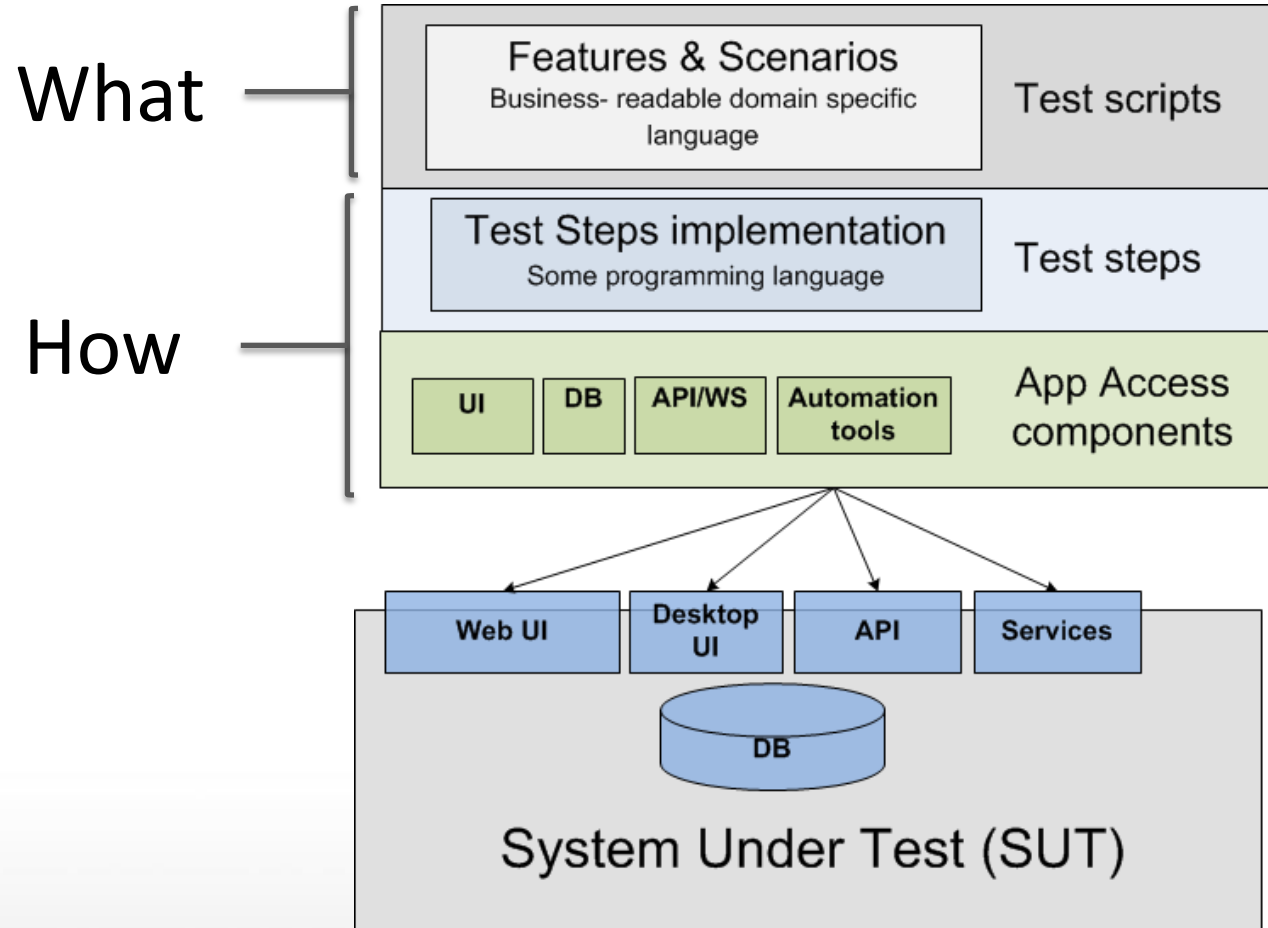 What
Features & Scenarios
Business- readable domain specific
language
Test scripts
How
Test Steps implementation
Some programming language
Test steps
UI
DB
API/WS
Automation
tools
App Access
components
Web UI
Desktop
UI
API
Services
DB
System Under Test (SUT)